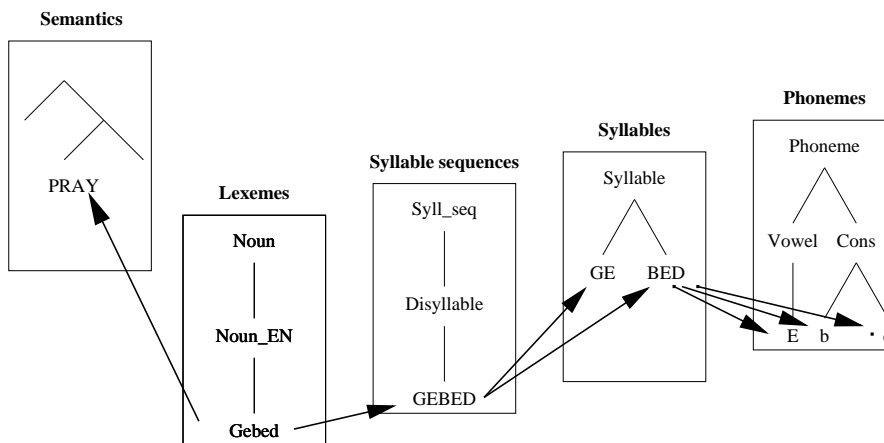 Semantics
PRAY
Lexemes
Noun
Noun_EN
Gebed
Syllable sequences
Syll_seq
Disyllable
GEBED
Syllables
Syllable
GE BED
Phonemes
Phoneme
Vowel Cons
E b